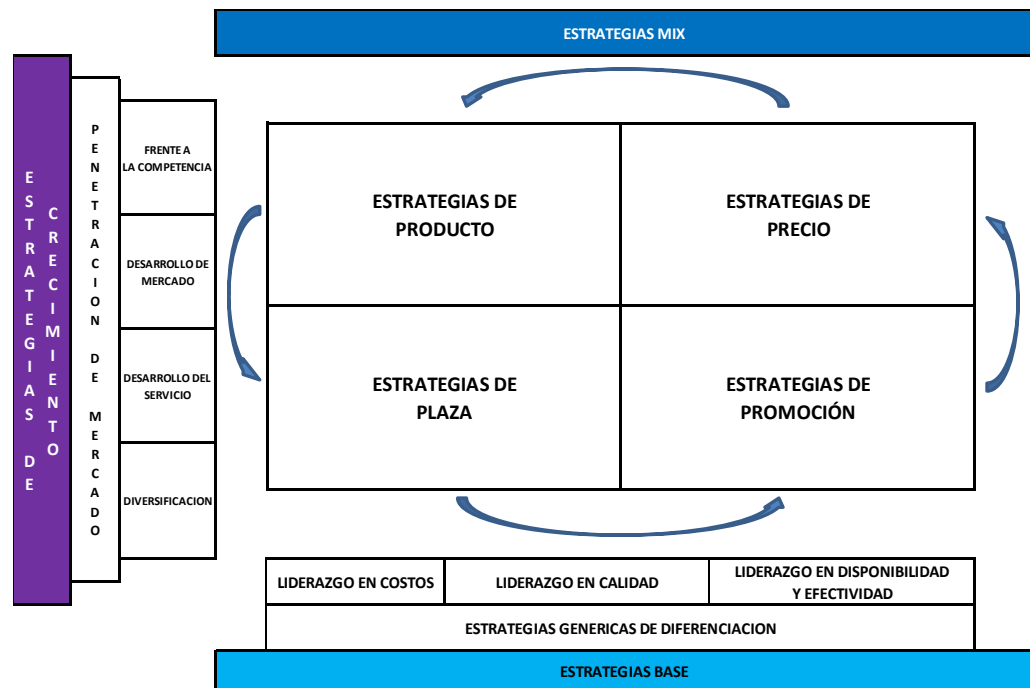 ESTRATEGIAS MIX
ESTRATEGIAS DE
CRECIMIENTO
PENETRACION DE MERCADO
FRENTE A
LA COMPETENCIA
DESARROLLO DE
MERCADO
DESARROLLO DEL
SERVICIO
DIVERSIFICACION
ESTRATEGIAS DE
PRODUCTO
ESTRATEGIAS DE
PRECIO
ESTRATEGIAS DE
PLAZA
ESTRATEGIAS DE
PROMOCIÓN
LIDERAZGO EN COSTOS
LIDERAZGO EN CALIDAD
LIDERAZGO EN DISPONIBILIDAD
Y EFECTIVIDAD
ESTRATEGIAS GENERICAS DE DIFERENCIACION
ESTRATEGIAS BASE